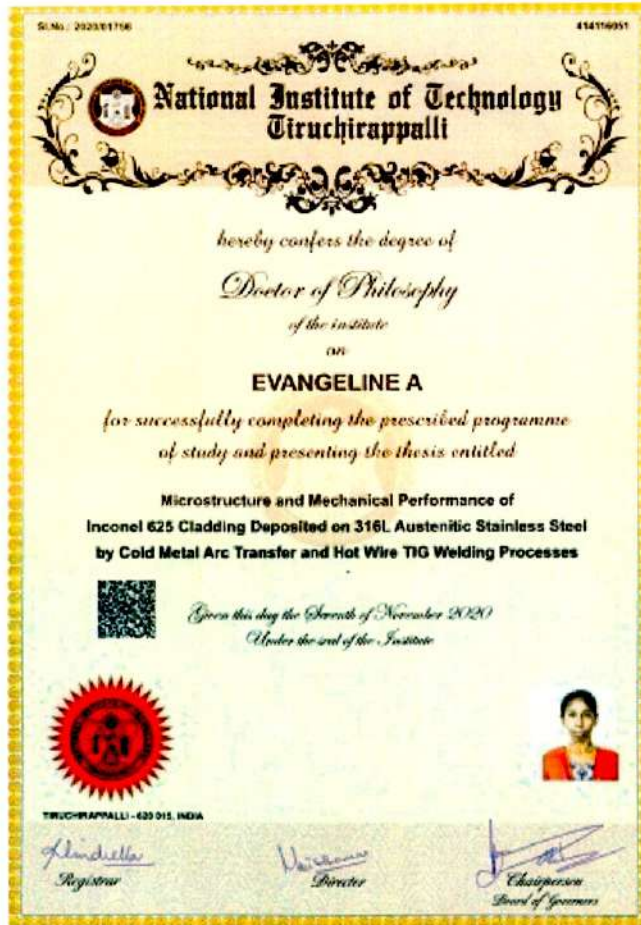 Sl.No.: 2020/01756
414116051
National Institute of Technology
Tiruchirappalli
hereby confers the degree of
Doctor of Philosophy
of the institute
on
EVANGELINE A
for successfully completing the prescribed programme
of study and presenting the thesis entitled
Microstructure and Mechanical Performance of
Inconel 625 Cladding Deposited on 316L Austenitic Stainless Steel
by Cold Metal Arc Transfer and Hot Wire TIG Welding Processes
Given this day the Seventh of November 2020
Under the seal of the Institute
TIRUCHIRAPPALLI - 620 015, INDIA
Registrar
Director
Chairperson
Board of Governors